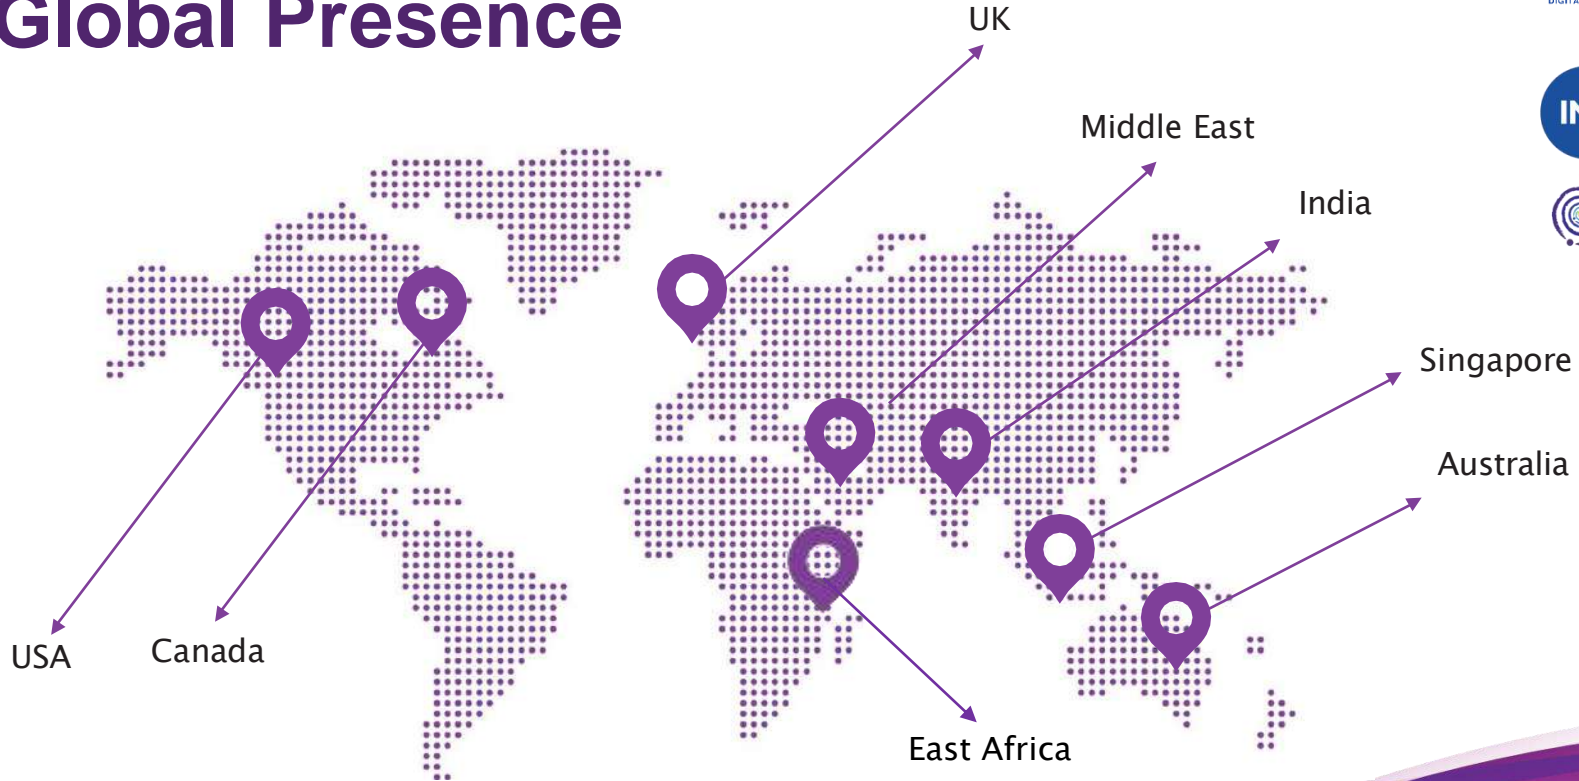 Global Presence
UK
Middle East
India
Singapore
Australia
USA
Canada
East Africa